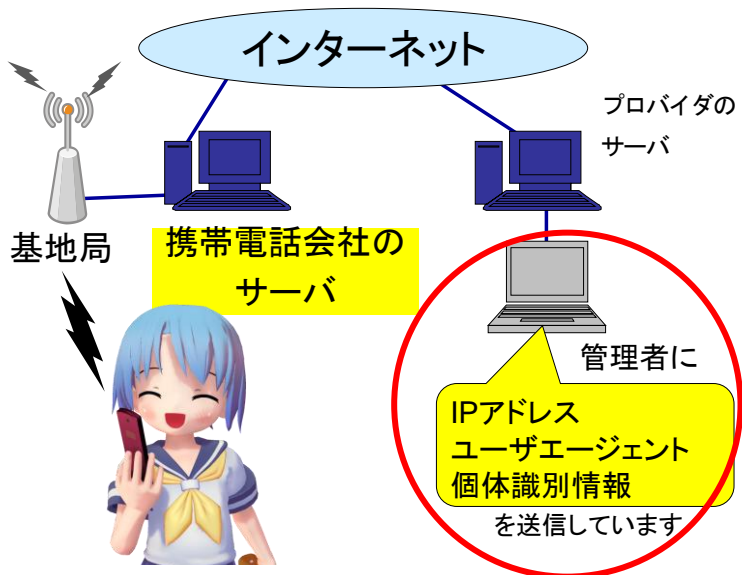 インターネット
プロバイダの
サーバ
基地局
携帯電話会社の
サーバ
管理者に
IPアドレス
ユーザエージェント
個体識別情報
を送信しています